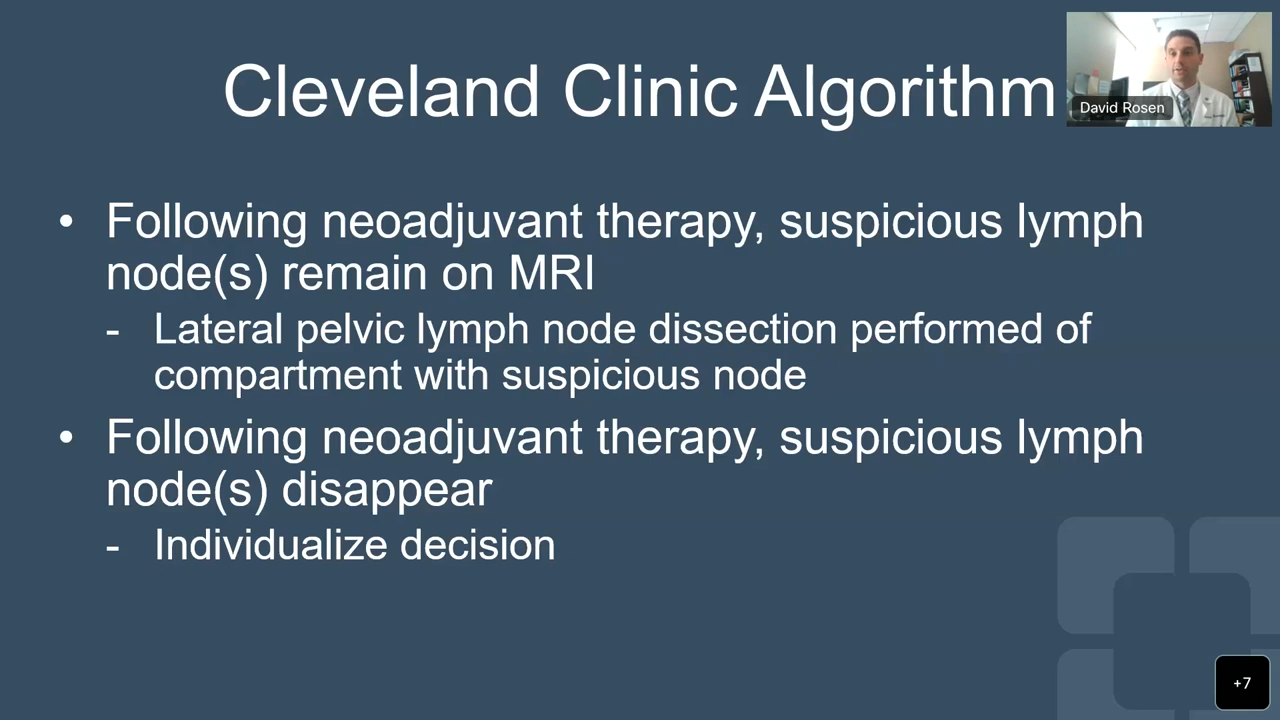 Cleveland Clinic Algorithm
David Rosen
• Following neoadjuvant therapy, suspicious lymph
node(s) remain on MRI
- Lateral pelvic lymph node dissection performed of
compartment with suspicious node
• Following neoadjuvant therapy, suspicious lymph
node(s) disappear
- Individualize decision
+7